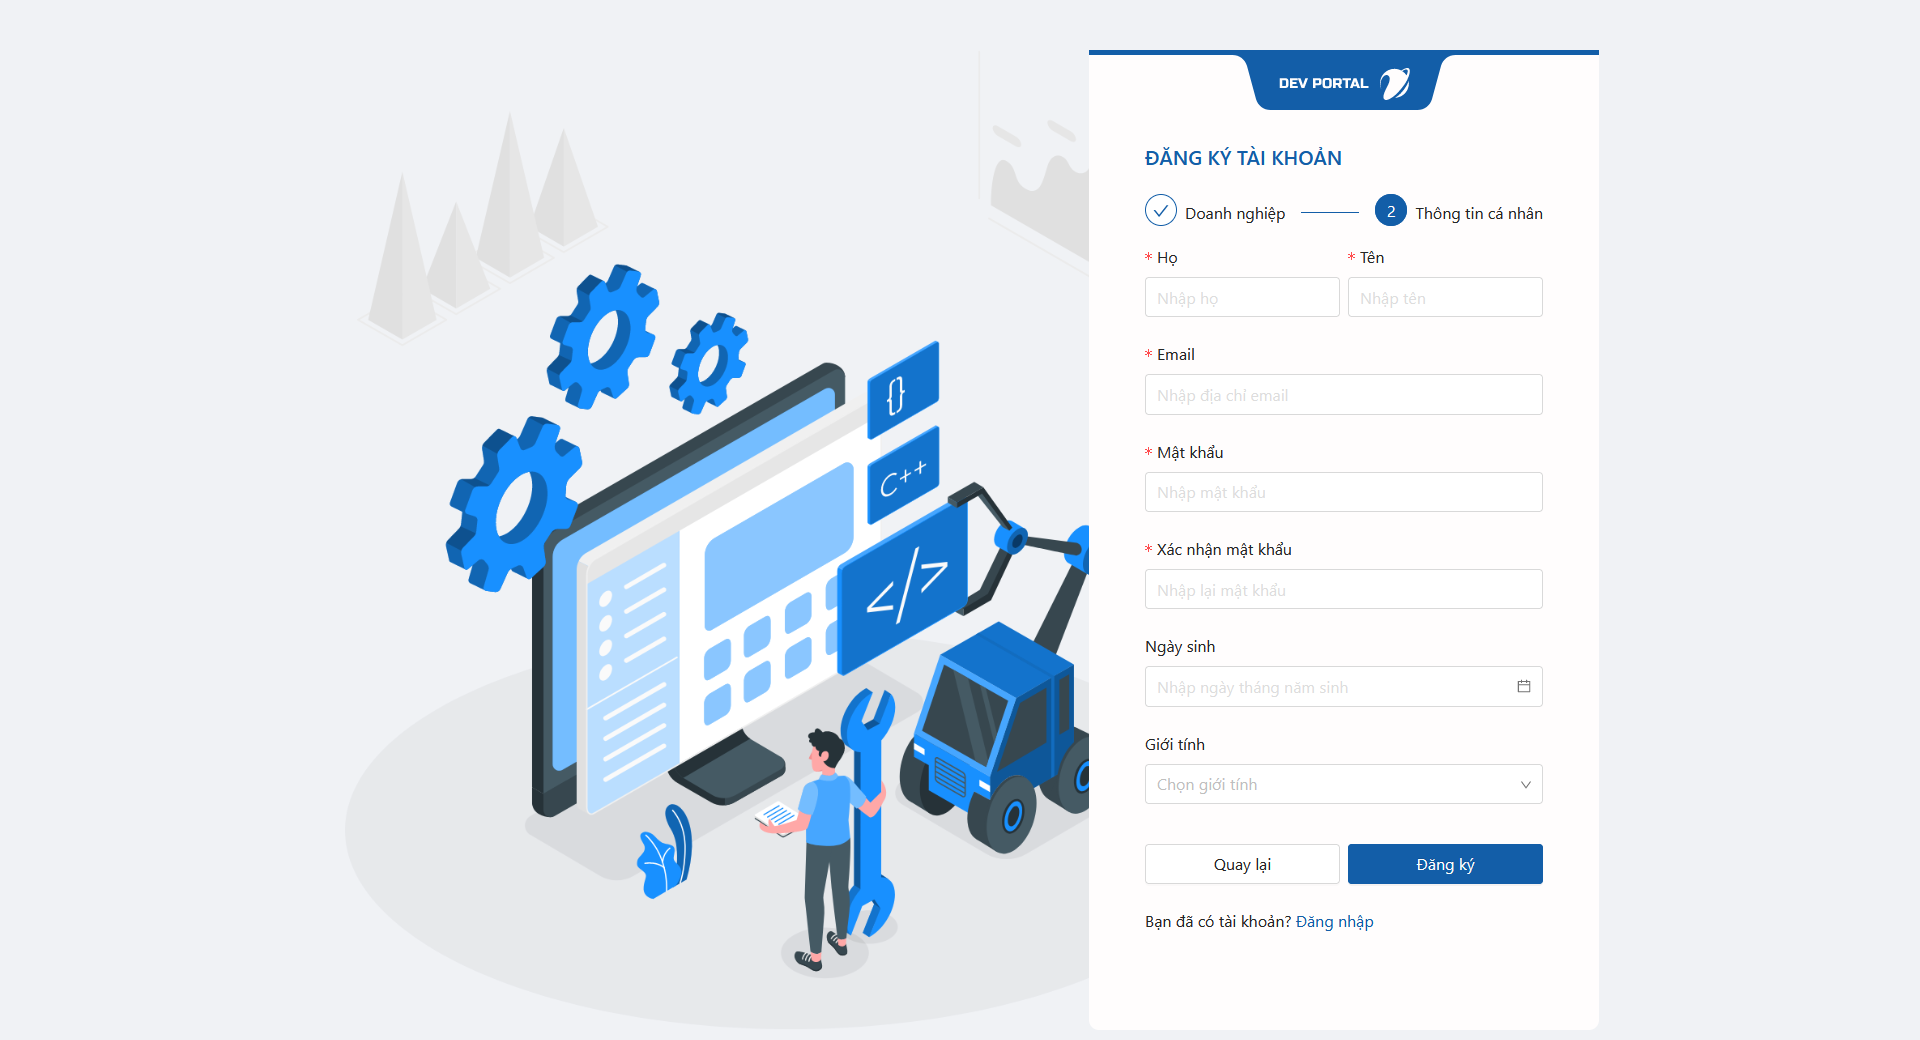 DEV PORTAL
ĐĂNG KÝ TÀI KHOẢN
Doanh nghiệp
2 Thông tin cá nhân
* Họ
* Tên
Nhập họ
Nhập tên
* Email
Nhập địa chỉ email
* Mật khẩu
Nhập mật khẩu
* Xác nhận mật khẩu
Nhập lại mật khẩu
Ngày sinh
Nhập ngày tháng năm sinh
Giới tính
Chọn giới tính
Quay lại
Đăng ký
Bạn đã có tài khoản? Đăng nhập
{}
C++
</>